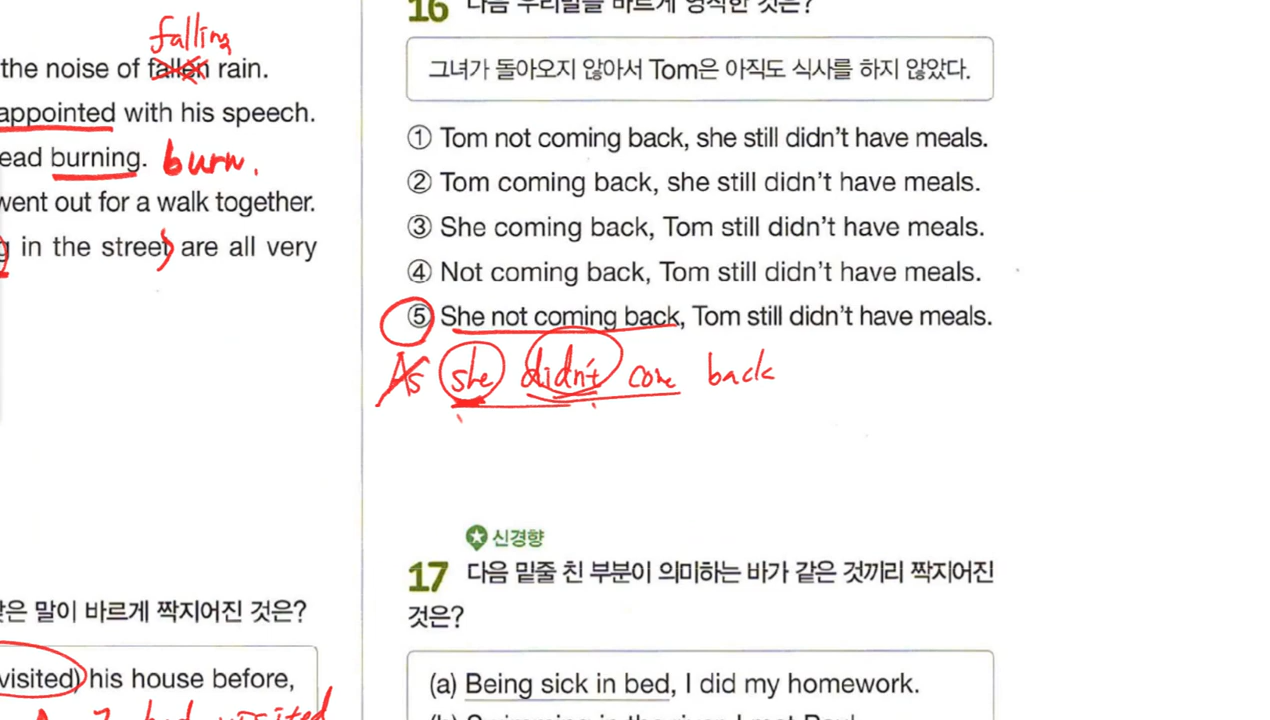 falling
the noise of fallen rain.
appointed with his speech.
ead burning. burn.
went out for a walk together.
g in the street) are all very
은 말이 바르게 짝지어진 것은?
visited) his house before,
I had visited
16 다음 우리말을 바르게 영작한 것은?
그녀가 돌아오지 않아서 Tom은 아직도 식사를 하지 않았다.
① Tom not coming back, she still didn't have meals.
② Tom coming back, she still didn't have meals.
③ She coming back, Tom still didn't have meals.
④ Not coming back, Tom still didn't have meals.
⑤ She not coming back, Tom still didn't have meals.
As she didn't come back
신경향
17 다음 밑줄 친 부분이 의미하는 바가 같은 것끼리 짝지어진
것은?
(a) Being sick in bed, I did my homework.
(b) Swimming in the river, I met Paul.